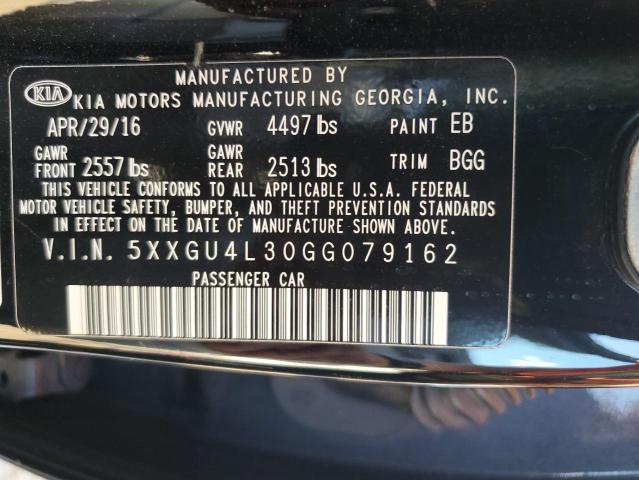 MANUFACTURED BY
KIA KIA MOTORS MANUFACTURING GEORGIA, INC.
APR/29/16 GVWR 4497 lbs PAINT EB
GAWR FRONT 2557 lbs GAWR REAR 2513 lbs TRIM BGG
THIS VEHICLE CONFORMS TO ALL APPLICABLE U.S.A. FEDERAL
MOTOR VEHICLE SAFETY, BUMPER, AND THEFT PREVENTION STANDARDS
IN EFFECT ON THE DATE OF MANUFACTURE SHOWN ABOVE.
V.I.N. 5XXGU4L30GG079162
PASSENGER CAR